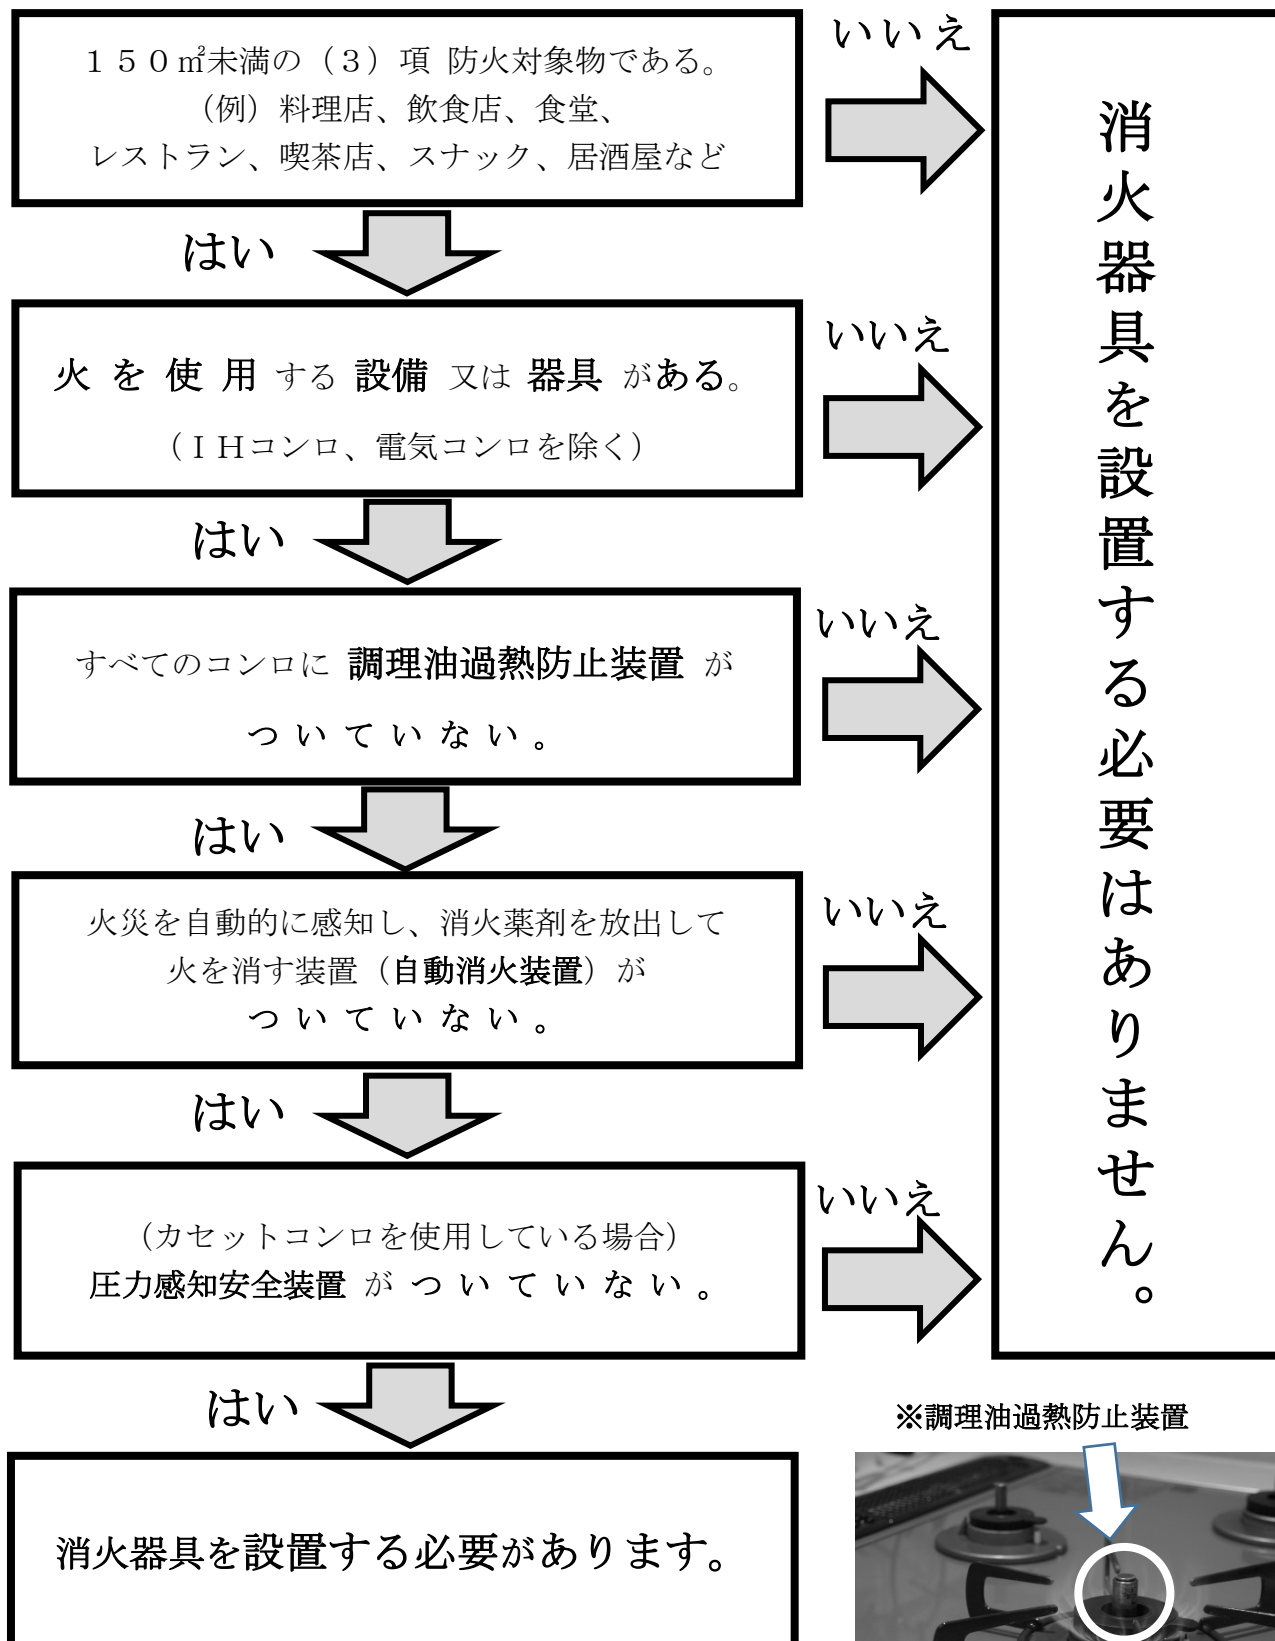 １５０㎡未満の（３）項 防火対象物である。
（例）料理店、飲食店、食堂、
レストラン、喫茶店、スナック、居酒屋など
いいえ
はい
火を使用する設備又は器具がある。
（ＩＨコンロ、電気コンロを除く）
いいえ
はい
すべてのコンロに 調理油過熱防止装置 が
ついていない。
いいえ
はい
火災を自動的に感知し、消火薬剤を放出して
火を消す装置（自動消火装置）が
ついていない。
いいえ
はい
（カセットコンロを使用している場合）
圧力感知安全装置 が ついていない。
いいえ
はい
消火器具を設置する必要があります。
消火器具を設置する必要はありません。
※調理油過熱防止装置